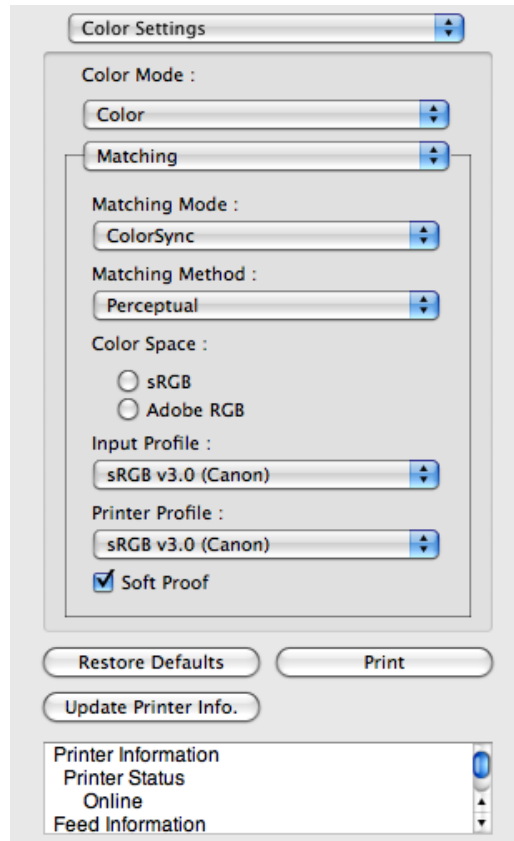 Color Settings
Color Mode :
Color
Matching
Matching Mode :
ColorSync
Matching Method :
Perceptual
Color Space :
sRGB
Adobe RGB
Input Profile :
sRGB v3.0 (Canon)
Printer Profile :
sRGB v3.0 (Canon)
Soft Proof
Restore Defaults Print
Update Printer Info.
Printer Information
Printer Status
Online
Feed Information